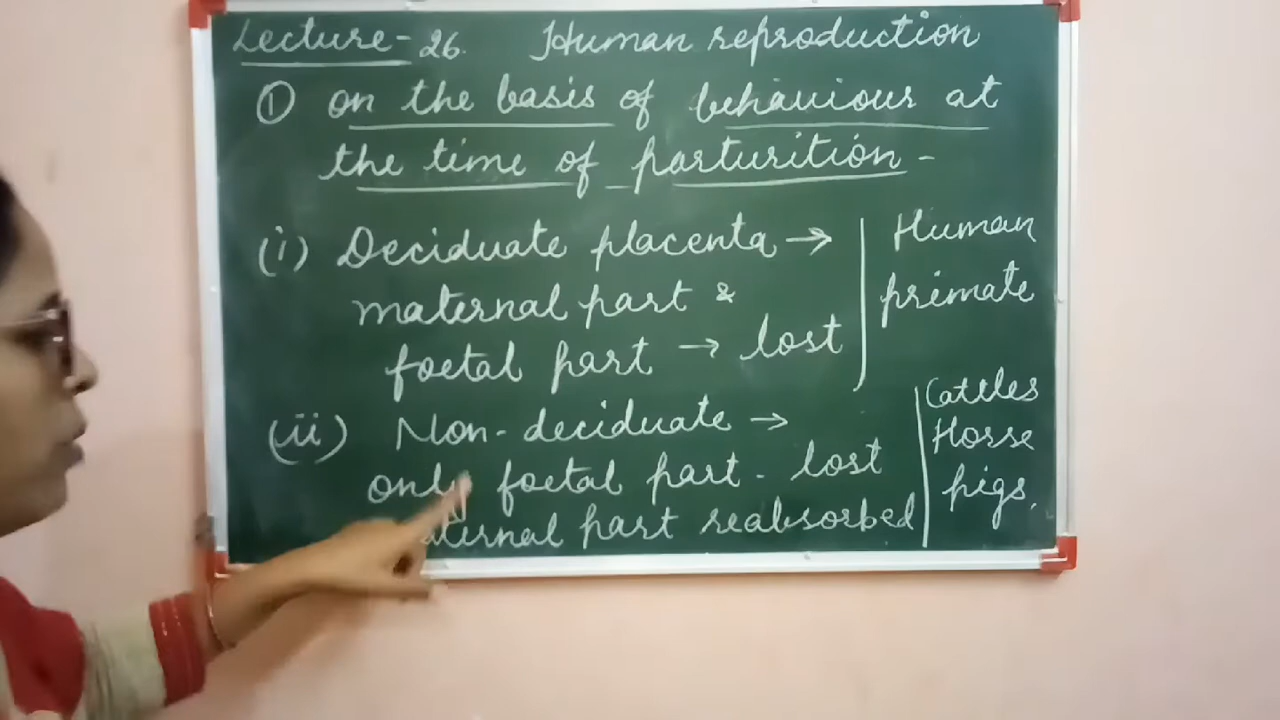 Lecture-26. Human reproduction
① on the basis of behaviour at
the time of parturition -
(i) Deciduate placenta →
maternal part &
foetal part → lost
Human
primate
(ii) Non-deciduate →
only foetal part - lost
part reabsorbed
Cattles
Horse
pigs.